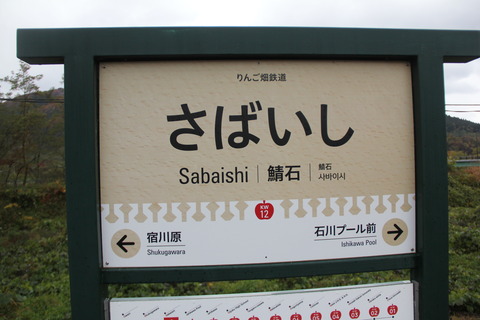 りんご畑鉄道
さばいし
Sabaishi 鯖石 鯖石
사바이시
KW
12
宿川原
Shukugawara
石川プール前
Ishikawa Pool